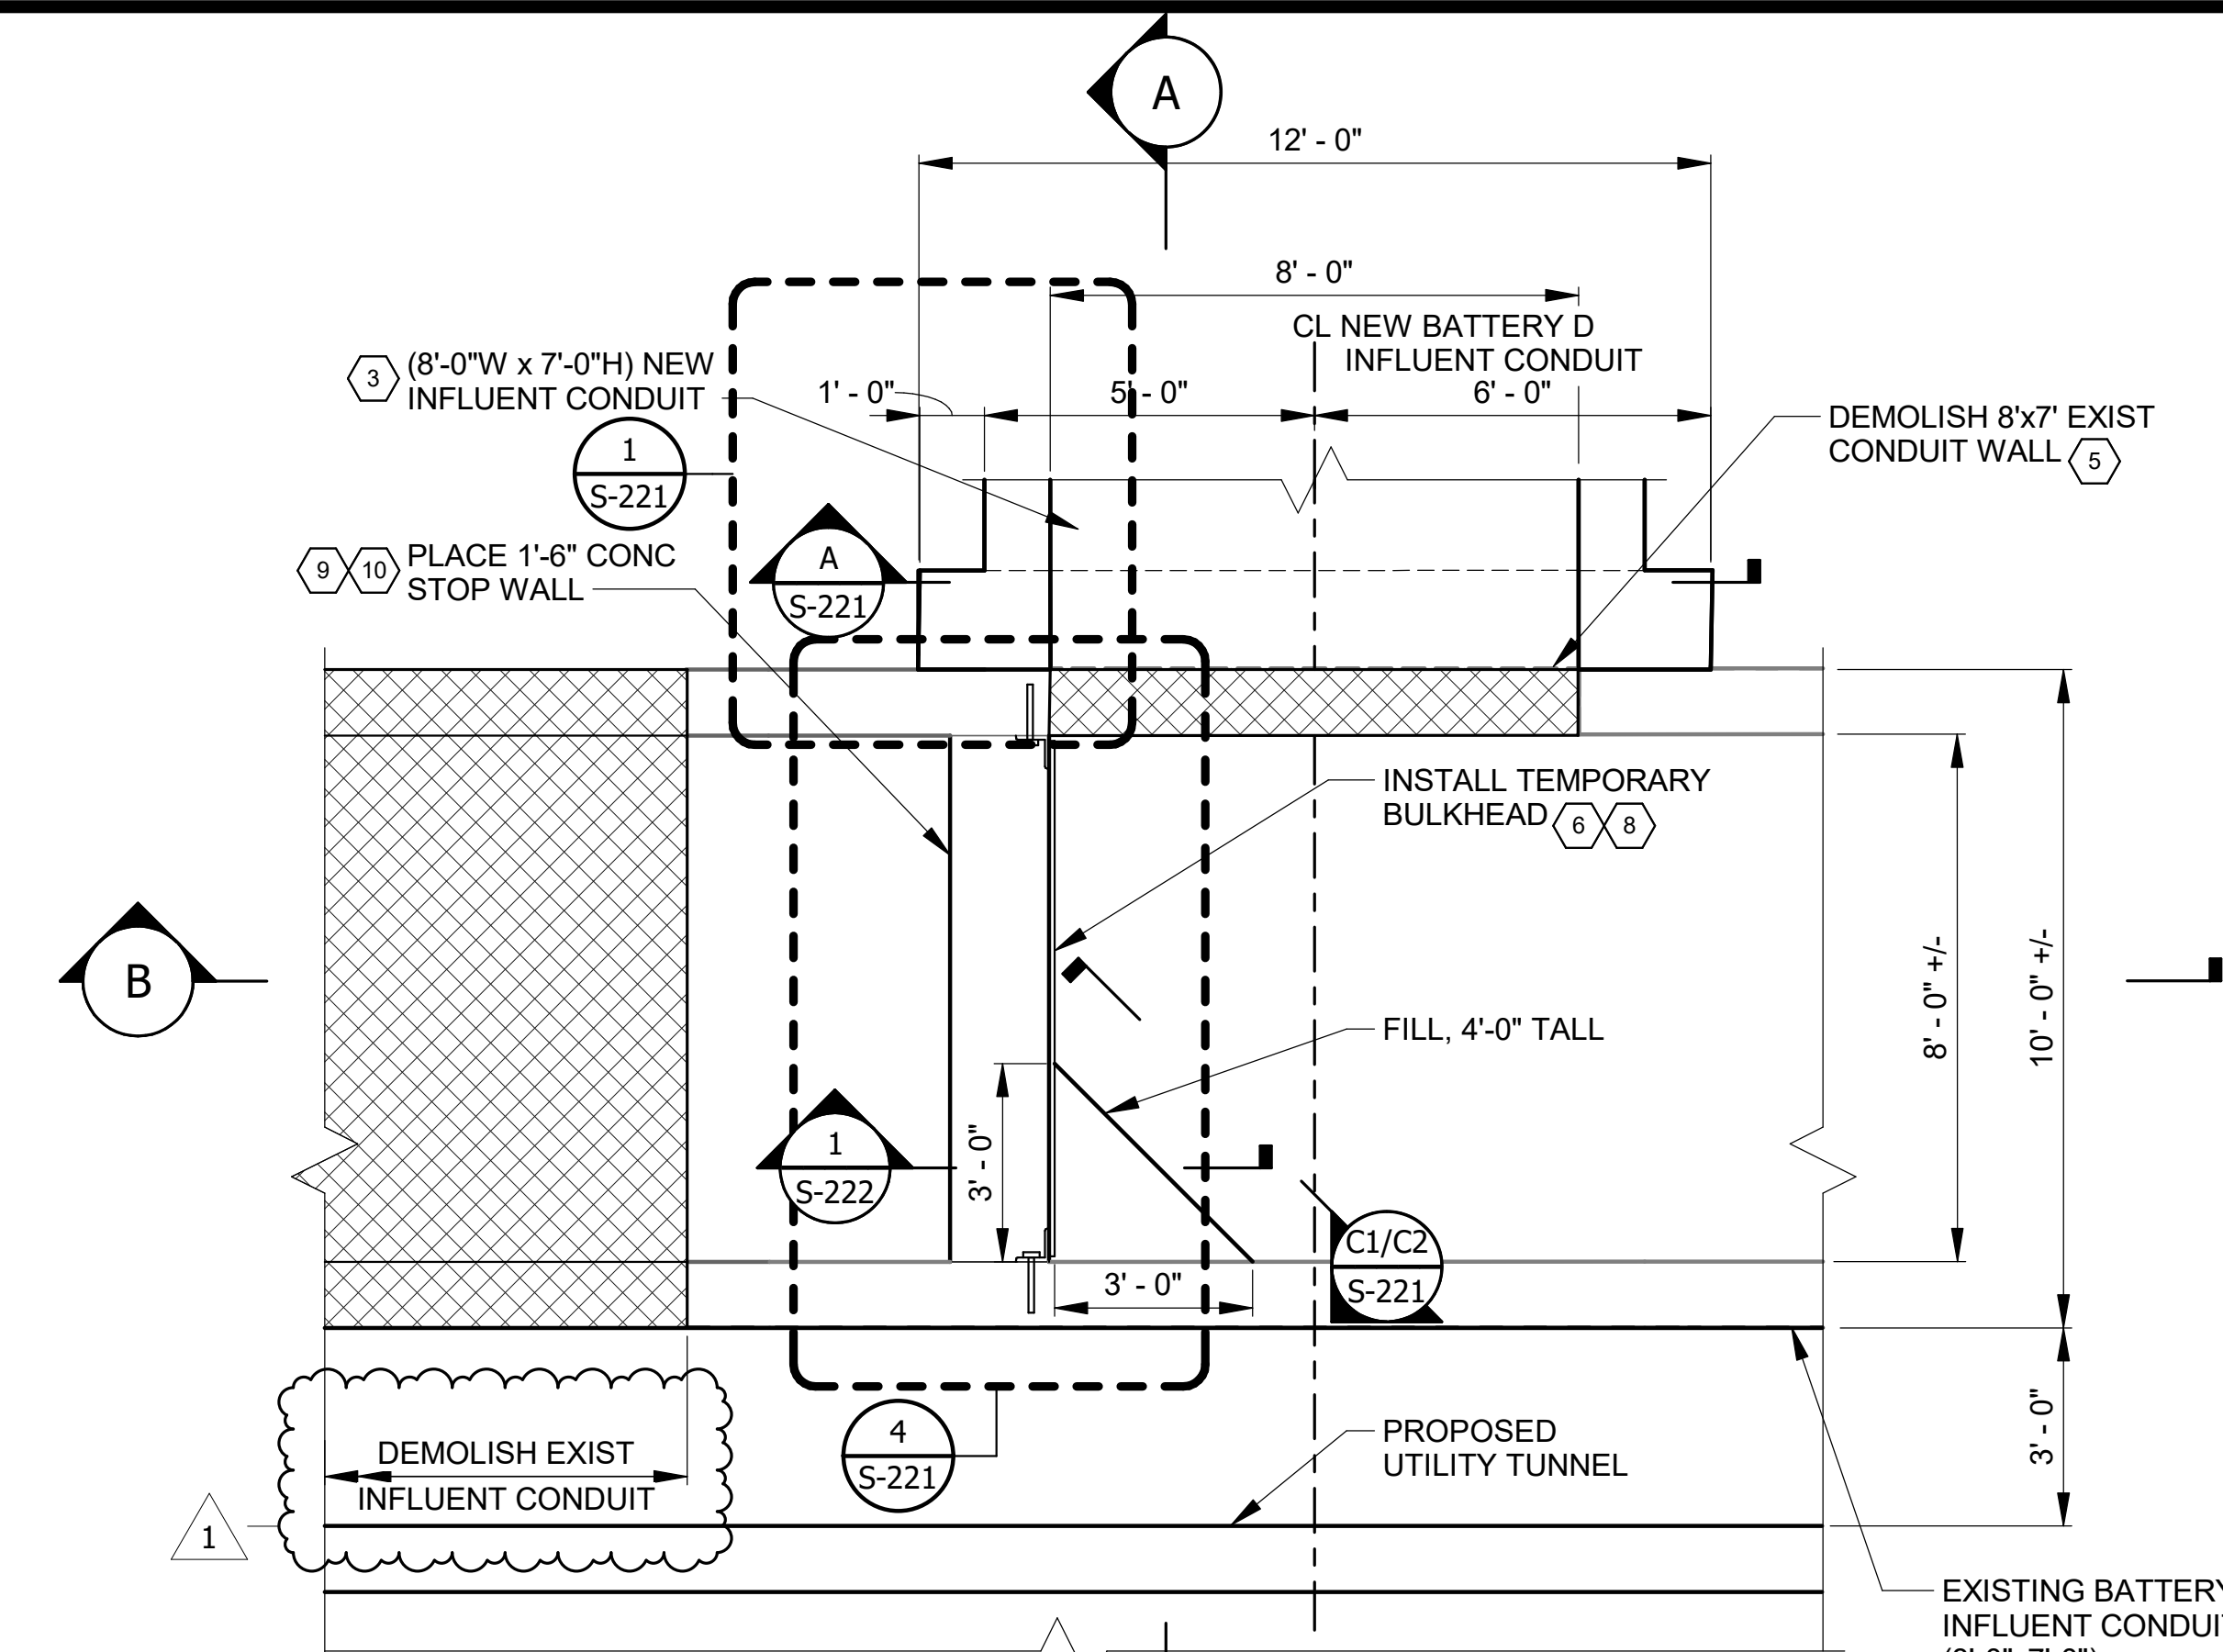 A
12' - 0"
8' - 0"
CL NEW BATTERY D
INFLUENT CONDUIT
3
(8'-0"W x 7'-0"H) NEW
INFLUENT CONDUIT
1' - 0"
5' - 0"
6' - 0"
DEMOLISH 8'x7' EXIST
CONDUIT WALL 5
1
S-221
9 10 PLACE 1'-6" CONC
STOP WALL
A
S-221
INSTALL TEMPORARY
BULKHEAD 6 8
B
8' - 0" +/-
10' - 0" +/-
FILL, 4'-0" TALL
3' - 0"
1
S-222
C1/C2
S-221
3' - 0"
DEMOLISH EXIST
INFLUENT CONDUIT
1
4
S-221
PROPOSED
UTILITY TUNNEL
3' - 0"
EXISTING BATTERY
INFLUENT CONDUIT